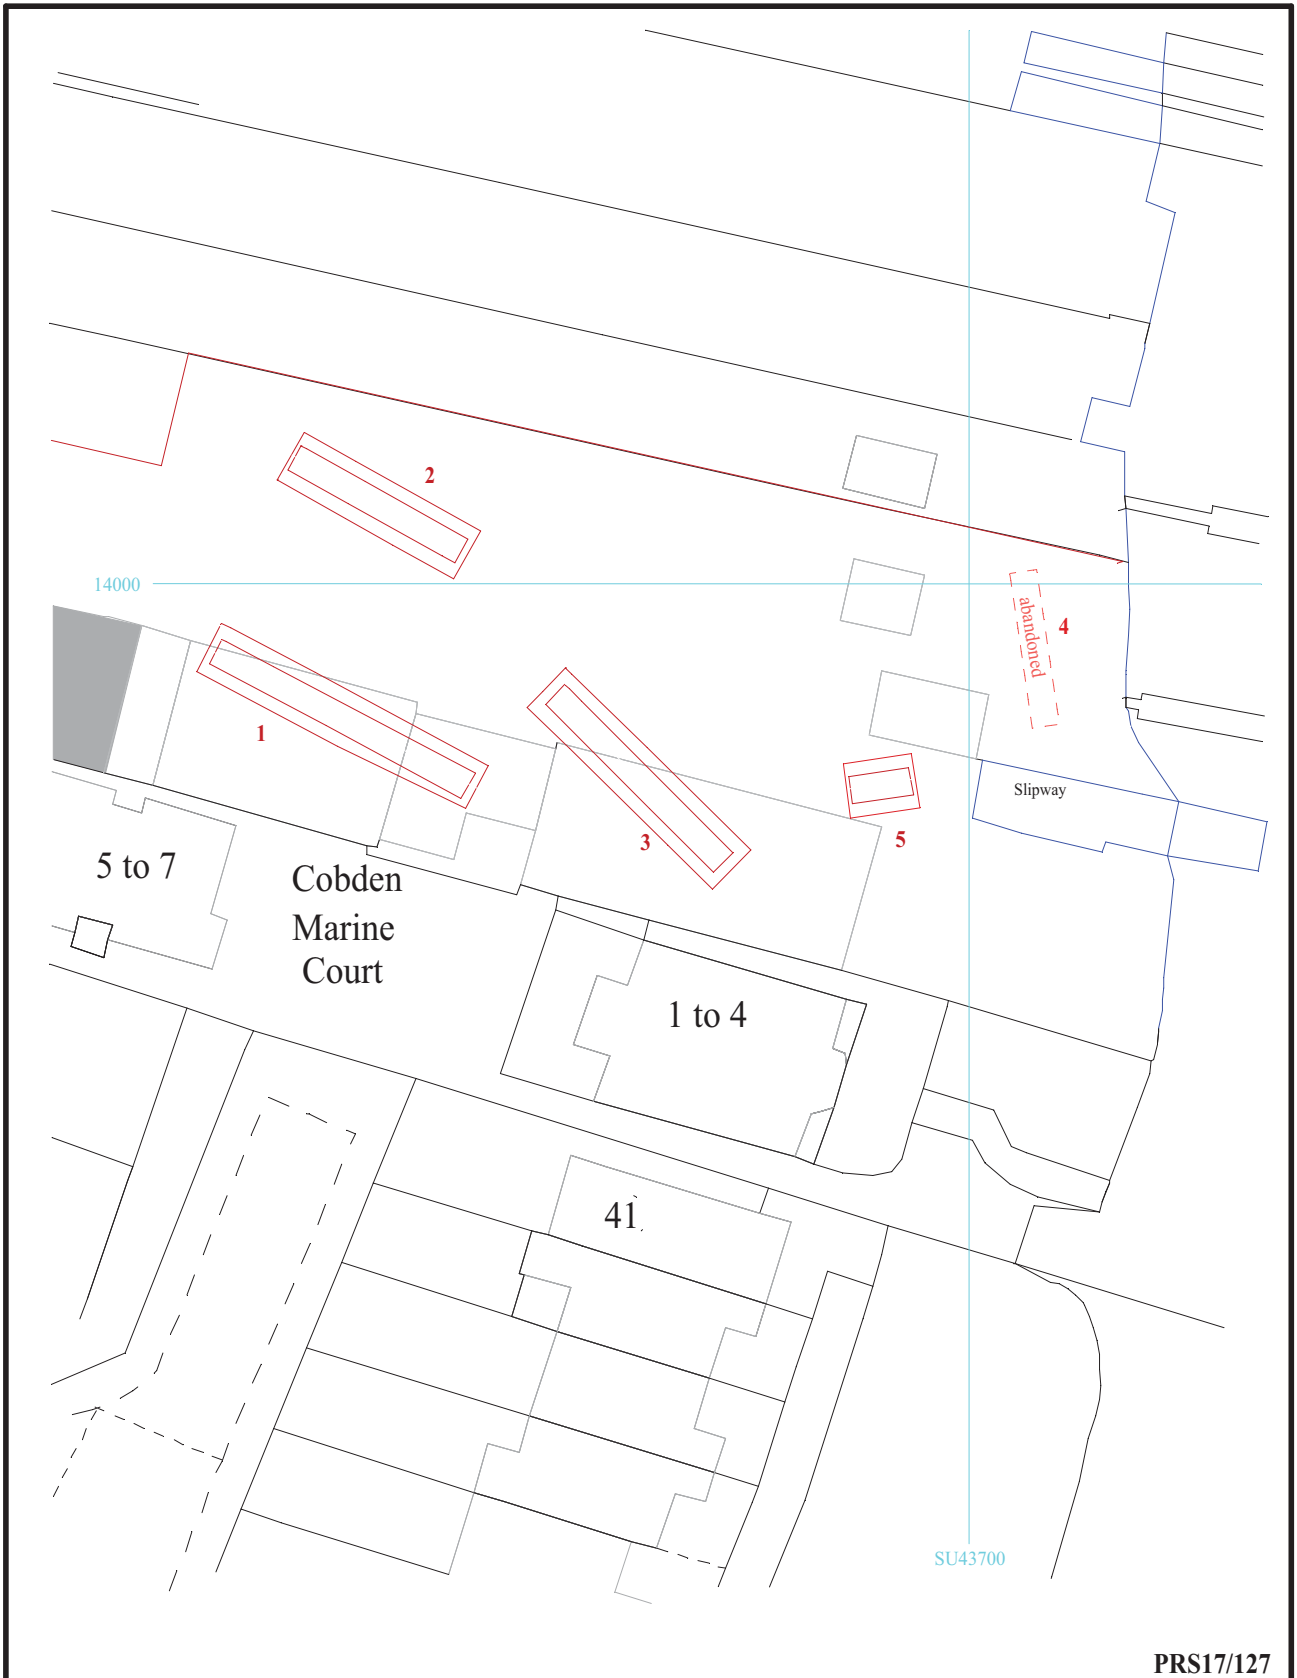 2
14000
abandoned
4
1
Slipway
3
5
5 to 7
Cobden
Marine
Court
1 to 4
41
SU43700
PRS17/127